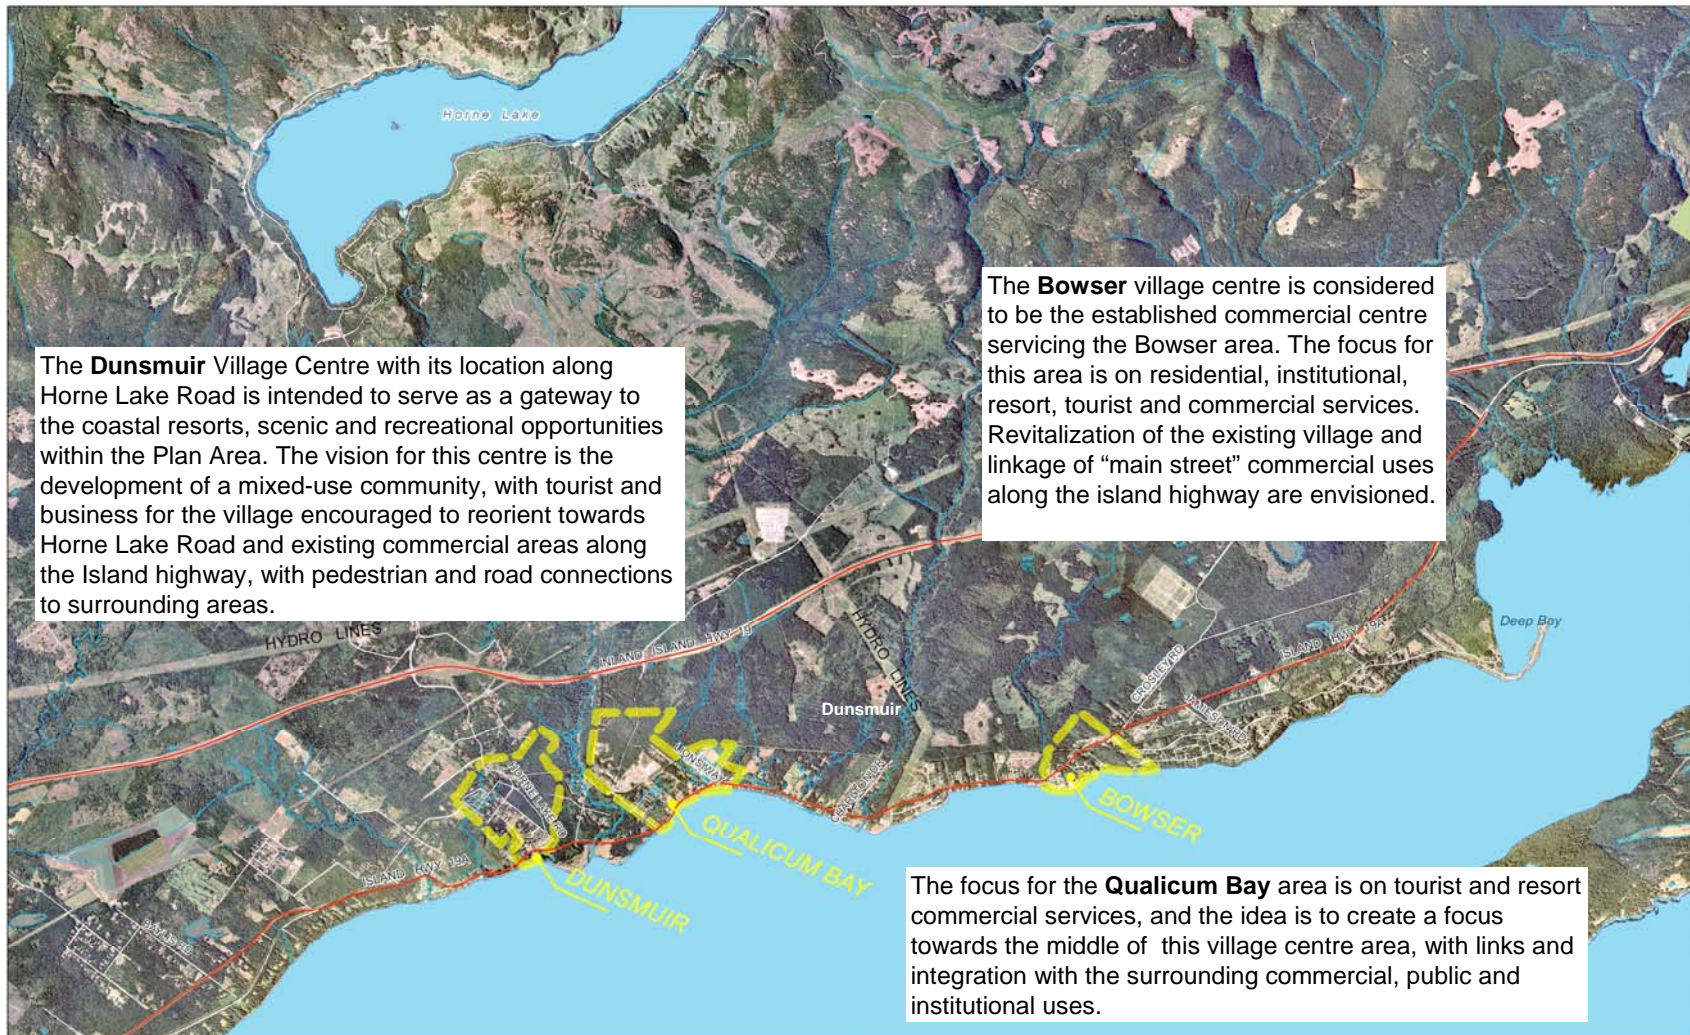 Horne Lake
The Bowser village centre is considered
to be the established commercial centre
servicing the Bowser area. The focus for
this area is on residential, institutional,
resort, tourist and commercial services.
Revitalization of the existing village and
linkage of “main street” commercial uses
along the island highway are envisioned.
The Dunsmuir Village Centre with its location along
Horne Lake Road is intended to serve as a gateway to
the coastal resorts, scenic and recreational opportunities
within the Plan Area. The vision for this centre is the
development of a mixed-use community, with tourist and
business for the village encouraged to reorient towards
Horne Lake Road and existing commercial areas along
the Island highway, with pedestrian and road connections
to surrounding areas.
HYDRO LINES
INLAND ISLAND HWY 19
HYDRO LINES
Deep Bay
ISLAND HWY 19A
CROSLEY RD
JAMIESON RD
Dunsmuir
LIONS WAY
HORNE LAKE RD
BOWSER
QUALICUM BAY
DUNSMUIR
ISLAND HWY 19A
The focus for the Qualicum Bay area is on tourist and resort
commercial services, and the idea is to create a focus
towards the middle of this village centre area, with links and
integration with the surrounding commercial, public and
institutional uses.